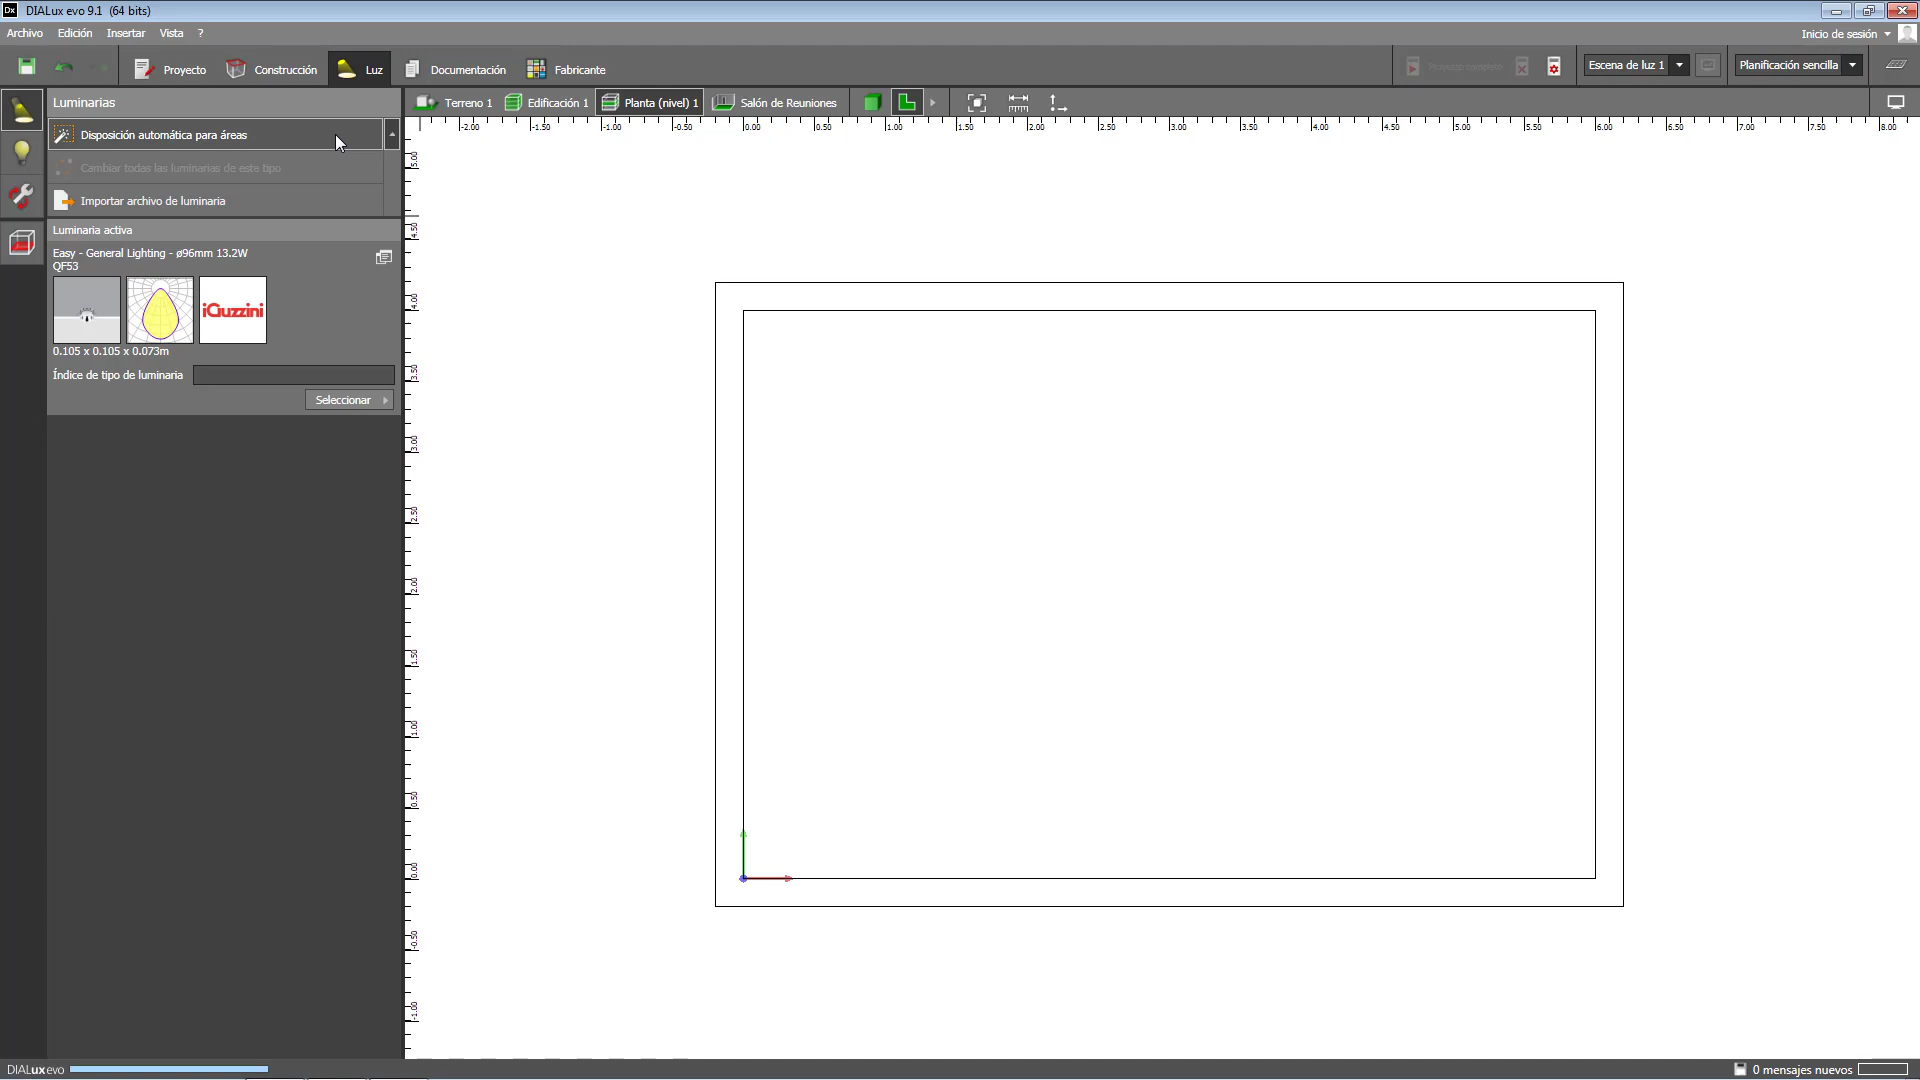 DIALux evo 9.1 (64 bits)
Archivo Edición Insertar Vista ?
Inicio de sesión
Proyecto Construcción Luz Documentación Fabricante
Escena de luz 1 Planificación sencilla
Luminarias
Terreno 1 Edificación 1 Planta (nivel) 1 Salón de Reuniones
-2.00 -1.50 -1.00 -0.50 0.00 0.50 1.00 1.50 2.00 2.50 3.00 3.50 4.00 4.50 5.00 5.50 6.00 6.50 7.00 7.50 8.00
Disposición automática para áreas
Cambiar todas las luminarias de este tipo
Importar archivo de luminaria
Luminaria activa
Easy - General Lighting - ø96mm 13.2W
QF53
iGuzzini
0.105 x 0.105 x 0.073m
Índice de tipo de luminaria
Seleccionar
5.00
4.50
4.00
3.50
3.00
2.50
2.00
1.50
1.00
0.50
0.00
-0.50
-1.00
DIALux evo
0 mensajes nuevos